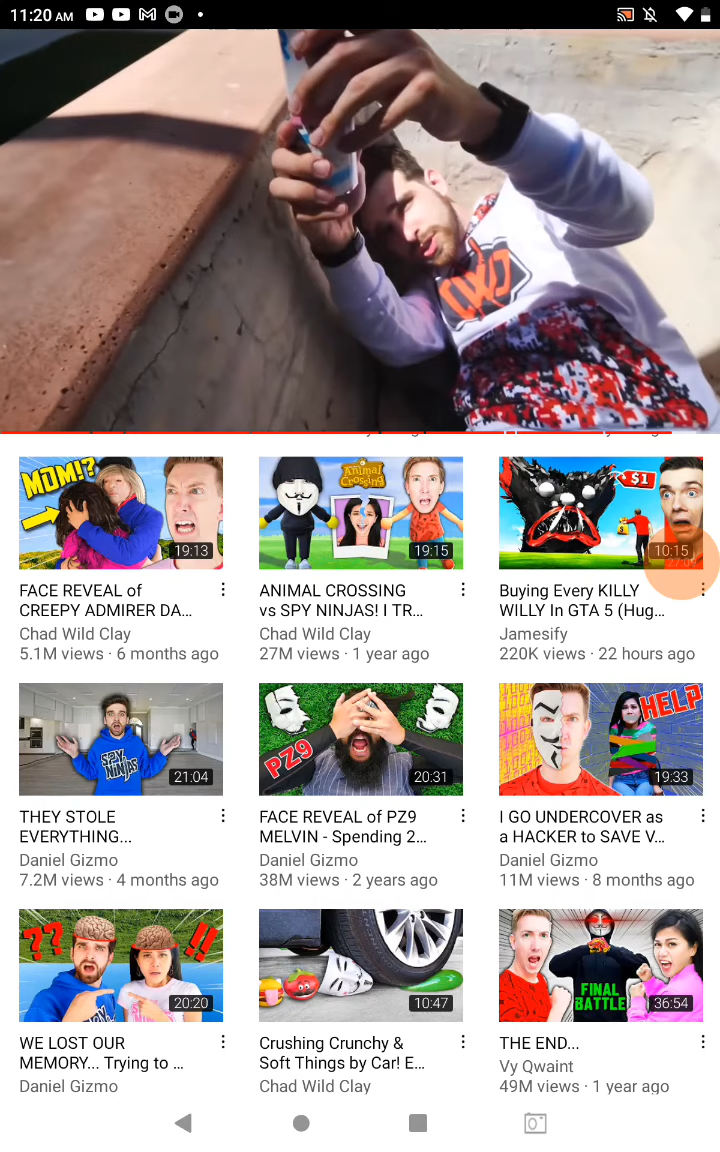 11:20 AM
CWC
MOM!?
19:13
ANIMAL CROSSING
19:15
$1
10:15
27:09
FACE REVEAL of
CREEPY ADMIRER DA...
Chad Wild Clay
5.1M views · 6 months ago
ANIMAL CROSSING
vs SPY NINJAS! I TR...
Chad Wild Clay
27M views · 1 year ago
Buying Every KILLY
WILLY In GTA 5 (Hug...
Jamesify
220K views · 22 hours ago
SPY
NINJAS
21:04
PZ9
20:31
HELP
19:33
THEY STOLE
EVERYTHING...
Daniel Gizmo
7.2M views · 4 months ago
FACE REVEAL of PZ9
MELVIN - Spending 2...
Daniel Gizmo
38M views · 2 years ago
I GO UNDERCOVER as
a HACKER to SAVE V...
Daniel Gizmo
11M views · 8 months ago
??
!!
20:20
10:47
FINAL
BATTLE
36:54
WE LOST OUR
MEMORY... Trying to ...
Daniel Gizmo
Crushing Crunchy &
Soft Things by Car! E...
Chad Wild Clay
THE END...
Vy Qwaint
49M views · 1 year ago